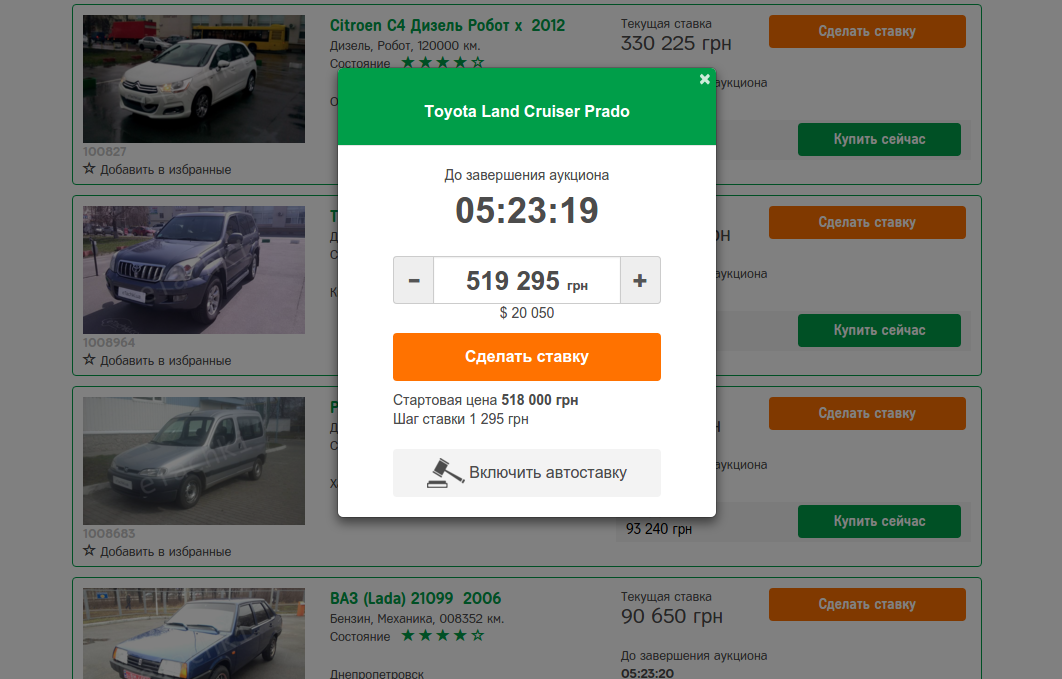 Citroen C4 Дизель Робот x 2012
Дизель, Робот, 120000 км.
Состояние
Текущая ставка
330 225 грн
Сделать ставку
аукциона
Купить сейчас
100827
Добавить в избранные
Toyota Land Cruiser Prado
До завершения аукциона
05:23:19
519 295 грн
$ 20 050
Сделать ставку
Стартовая цена 518 000 грн
Шаг ставки 1 295 грн
Включить автоставку
Сделать ставку
аукциона
Купить сейчас
1008964
Добавить в избранные
Сделать ставку
аукциона
93 240 грн
Купить сейчас
1008683
Добавить в избранные
ВАЗ (Lada) 21099 2006
Бензин, Механика, 008352 км.
Состояние
Днепропетровск
Текущая ставка
90 650 грн
До завершения аукциона
05:23:20
Сделать ставку